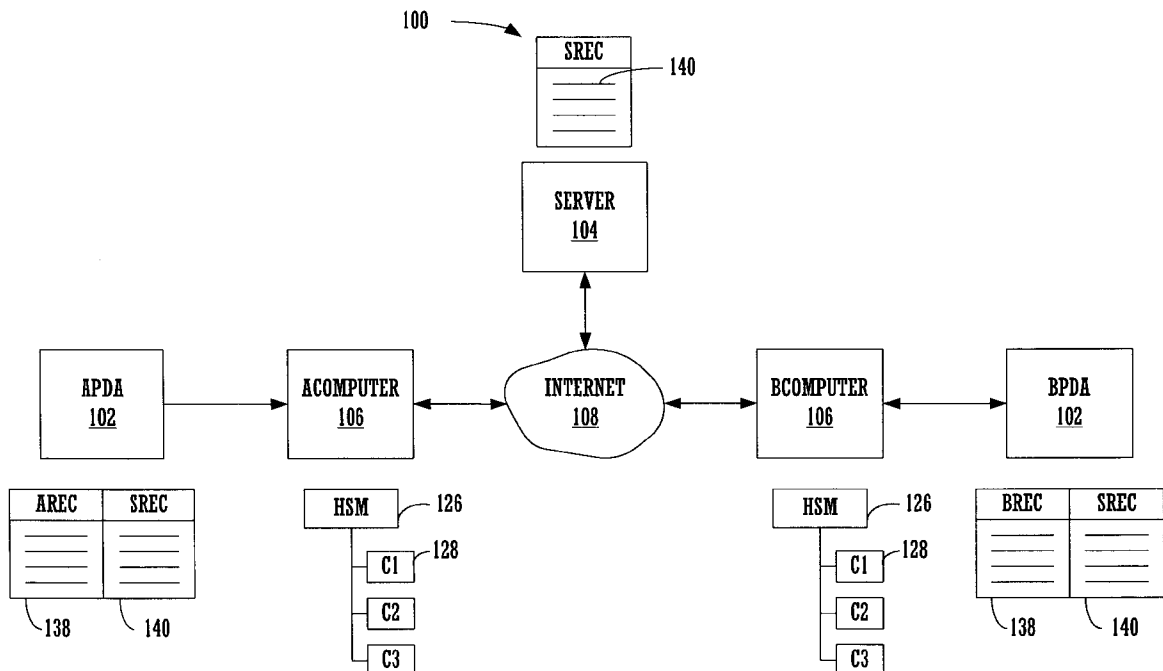 100
SREC
140
SERVER
104
APDA
102
ACOMPUTER
106
INTERNET
108
BCOMPUTER
106
BPDA
102
AREC SREC
138 140
HSM
126
C1
128
C2
C3
HSM
126
C1
128
C2
C3
BREC SREC
138 140